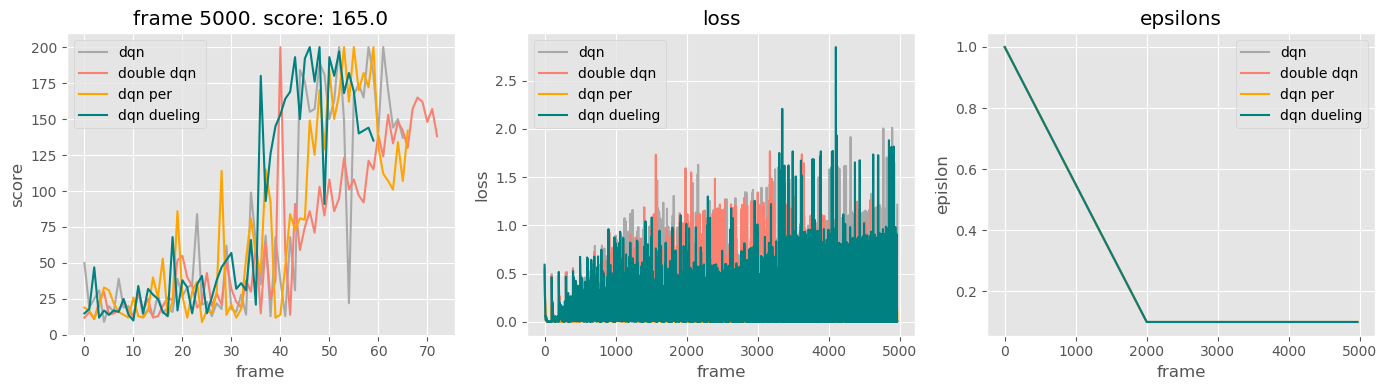 frame 5000. score: 165.0
score
200
175
150
125
100
75
50
25
0
0
10
20
30
40
50
60
70
frame
dqn
double dqn
dqn per
dqn dueling
loss
loss
2.5
2.0
1.5
1.0
0.5
0.0
0
1000
2000
3000
4000
5000
frame
dqn
double dqn
dqn per
dqn dueling
epsilons
epislon
1.0
0.8
0.6
0.4
0.2
0
1000
2000
3000
4000
5000
frame
dqn
double dqn
dqn per
dqn dueling